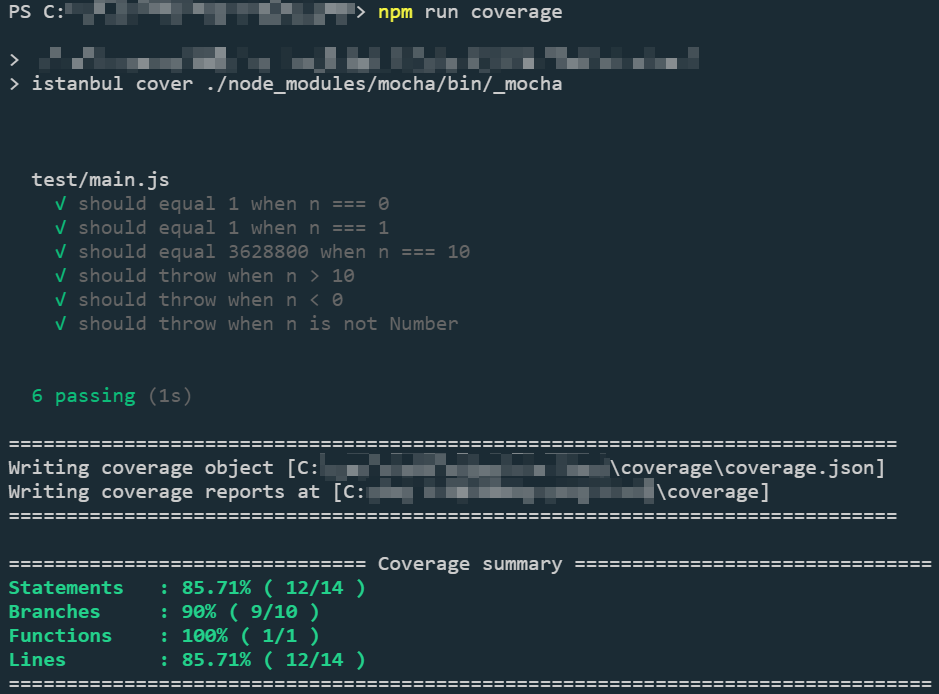 PS C:> npm run coverage
>
> istanbul cover ./node_modules/mocha/bin/_mocha
test/main.js
√ should equal 1 when n === 0
√ should equal 1 when n === 1
√ should equal 3628800 when n === 10
√ should throw when n > 10
√ should throw when n < 0
√ should throw when n is not Number
6 passing (1s)
=============================================================================
Writing coverage object [C:\coverage\coverage.json]
Writing coverage reports at [C:\coverage]
=============================================================================
=============================== Coverage summary ===============================
Statements   : 85.71% ( 12/14 )
Branches     : 90% ( 9/10 )
Functions    : 100% ( 1/1 )
Lines        : 85.71% ( 12/14 )
================================================================================